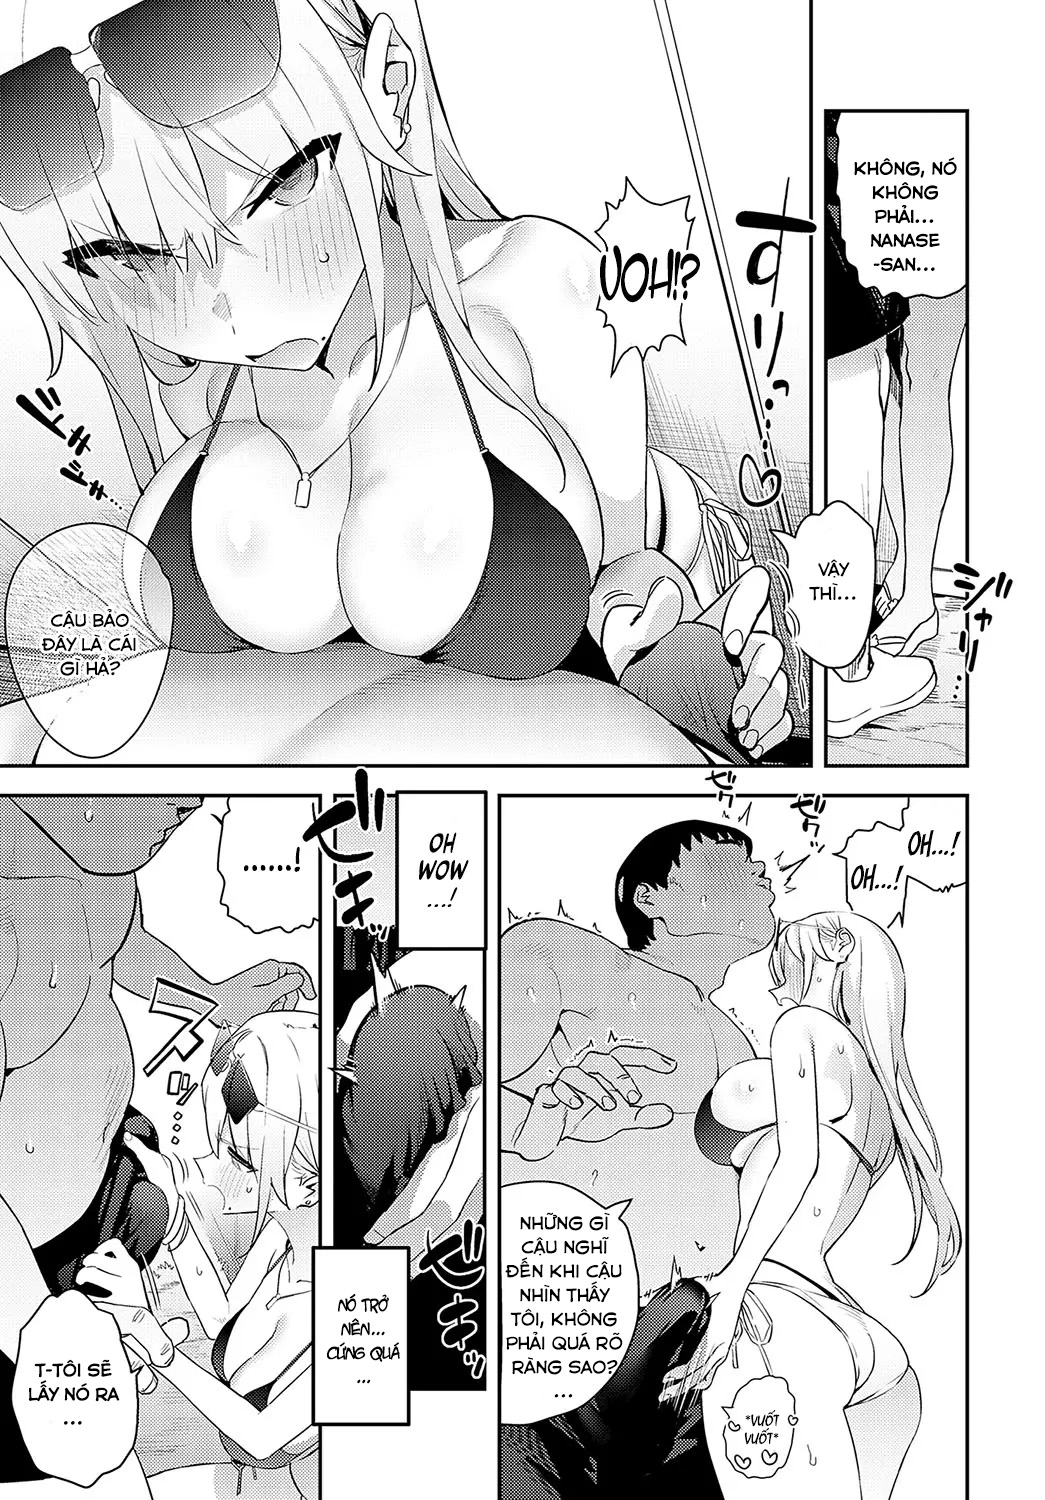 KHÔNG, NÓ
KHÔNG
PHẢI...
NANASE
-SAN...
VẬY
THÌ...
UOH!?
CẬU BẢO
ĐÂY LÀ CÁI
GÌ HẢ?
OH...!
OH...!
NHỮNG GÌ
CẬU NGHĨ
ĐẾN KHI CẬU
NHÌN THẤY
TÔI, KHÔNG
PHẢI QUÁ RÕ
RÀNG SAO?
...
*VUỐT
VUỐT*
OH
WOW
....!
NÓ TRỞ
NÊN...
CỨNG QUÁ
...
.......!
T-TÔI SẼ
LẤY NÓ RA
...